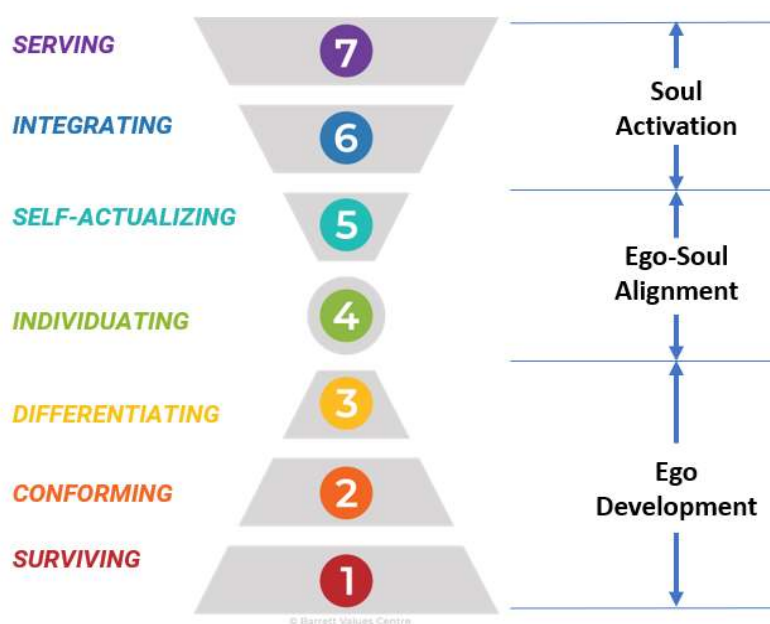 SERVING
7
Soul
Activation
INTEGRATING
6
SELF-ACTUALIZING
5
Ego-Soul
Alignment
INDIVIDUATING
4
DIFFERENTIATING
3
CONFORMING
2
Ego
Development
SURVIVING
1
© Barrett Values Centre